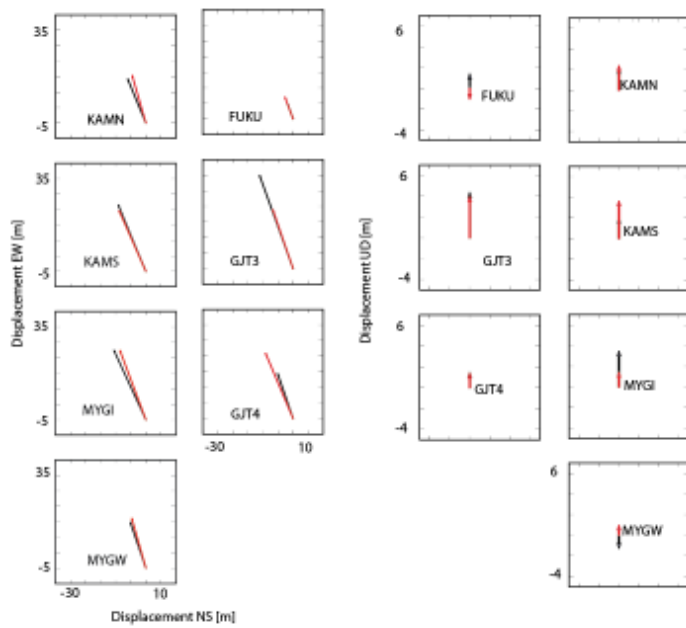 35
-5
KAMN
FUKU
6
-4
FUKU
KAMN
35
-5
KAMS
GJT3
6
-4
GJT3
KAMS
35
-5
MYGI
GJT4
-30
10
6
-4
GJT4
MYGI
35
-5
MYGW
-30
10
-4
MYGW
Displacement EW [m]
Displacement UD [m]
Displacement NS [m]